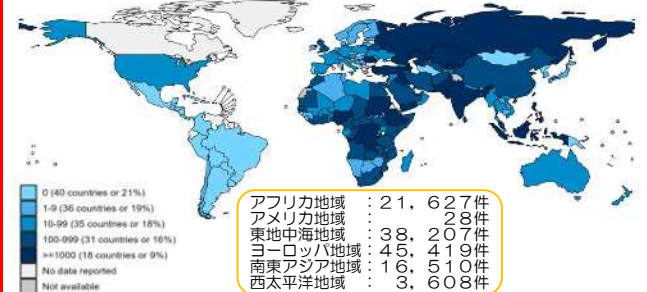 0 (40 countries or 21%)
1-9 (36 countries or 19%)
10-99 (35 countries or 18%)
100-999 (31 countries or 16%)
>=1000 (18 countries or 9%)
No data reported
Not available
アフリカ地域 :21,627件
アメリカ地域 : 28件
東地中海地域 :38,207件
ヨーロッパ地域:45,419件
南東アジア地域:16,510件
西太平洋地域 : 3,608件